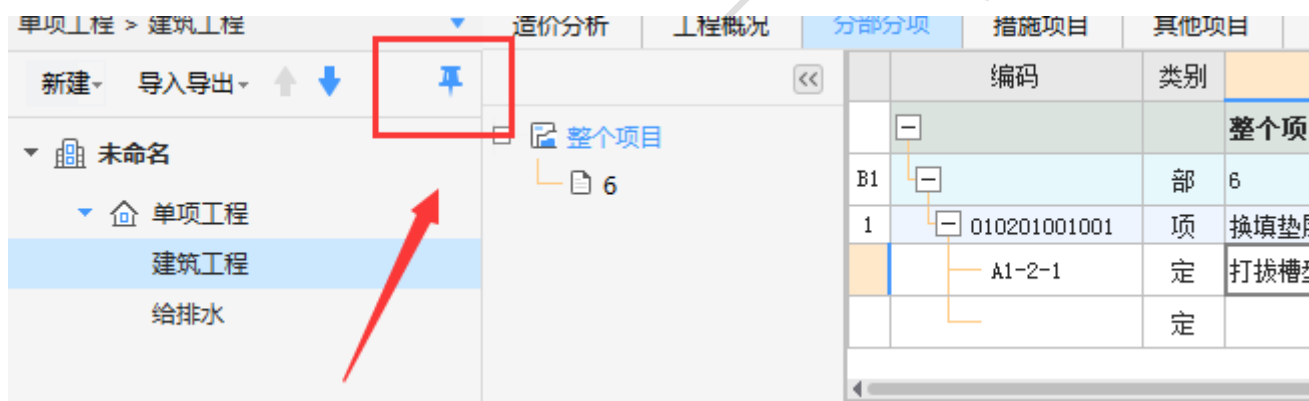 单项工程 > 建筑工程
造价分析 工程概况 分部分项 措施项目 其他项目
新建 导入导出
编码 类别
未命名
整个项目
整个项
单项工程
6
B1 部 6
1 010201001001 项 换填垫
建筑工程
A1-2-1 定 打拔槽
给排水
定